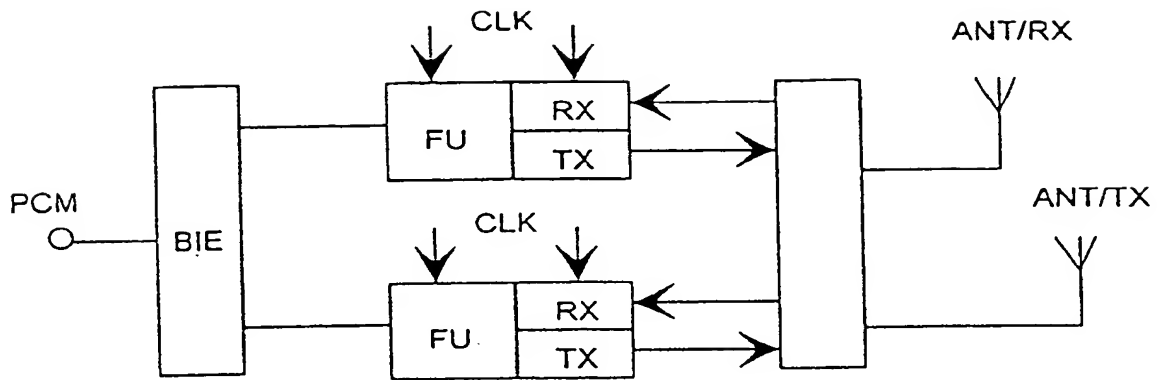 CLK
ANT/RX
RX
FU
TX
PCM
ANT/TX
CLK
BIE
RX
FU
TX